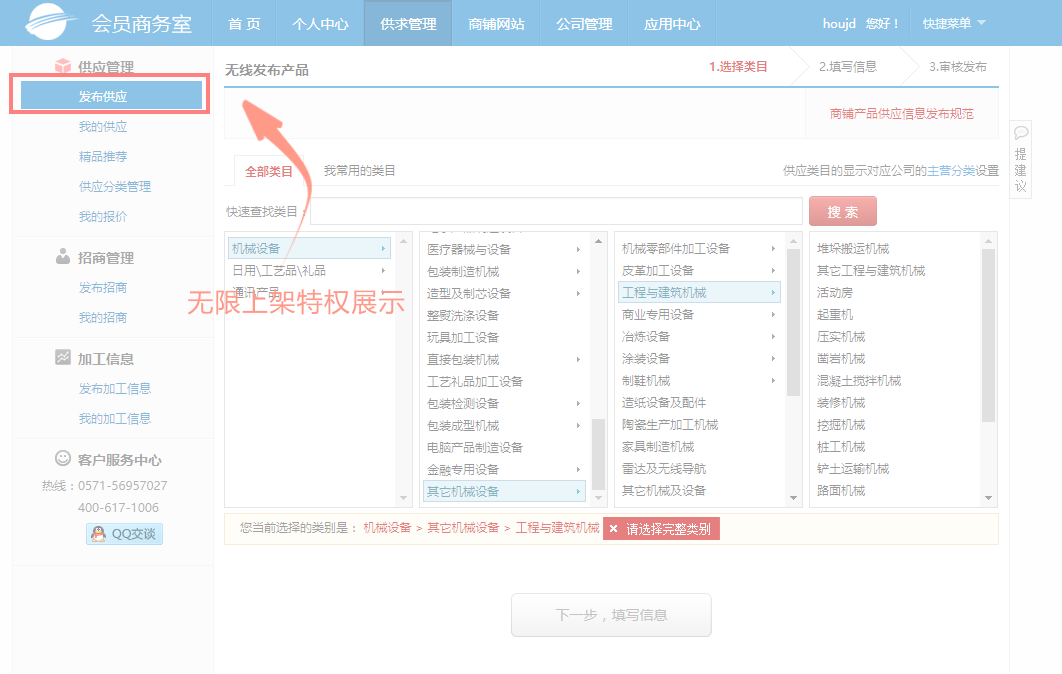 会员商务室
首 页
个人中心
供求管理
商铺网站
公司管理
应用中心
houjd 您好！
快捷菜单
供应管理
发布供应
我的供应
精品推荐
供应分类管理
我的报价
招商管理
发布招商
我的招商
加工信息
发布加工信息
我的加工信息
客户服务中心
热线：0571-56957027
400-617-1006
QQ交谈
无线发布产品
1.选择类目
2.填写信息
3.审核发布
商铺产品供应信息发布规范
全部类目
我常用的类目
供应类目的显示对应公司的主营分类设置
快速查找类目：
搜 索
机械设备
日用\工艺品\礼品
通讯产品
无限上架特权展示
医疗器械与设备
包装制造机械
造型及制芯设备
整熨洗涤设备
玩具加工设备
直接包装机械
工艺礼品加工设备
包装检测设备
包装成型机械
电脑产品制造设备
金融专用设备
其它机械设备
机械零部件加工设备
皮革加工设备
工程与建筑机械
商业专用设备
冶炼设备
涂装设备
制鞋机械
造纸设备及配件
陶瓷生产加工机械
家具制造机械
雷达及无线导航
其它机械及设备
堆垛搬运机械
其它工程与建筑机械
活动房
起重机
压实机械
凿岩机械
混凝土搅拌机械
装修机械
挖掘机械
桩工机械
铲土运输机械
路面机械
您当前选择的类别是： 机械设备 > 其它机械设备 > 工程与建筑机械
× 请选择完整类别
下一步，填写信息
提
建
议